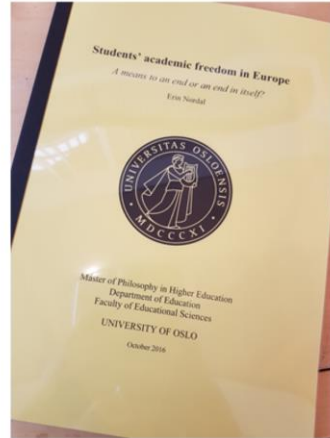 Students' academic freedom in Europe
A means to an end or an end in itself?
Erin Nordal
UNIVERSITAS OSLOENSIS
MDCCCXI
Master of Philosophy in Higher Education
Department of Education
Faculty of Educational Sciences
UNIVERSITY OF OSLO
October 2016